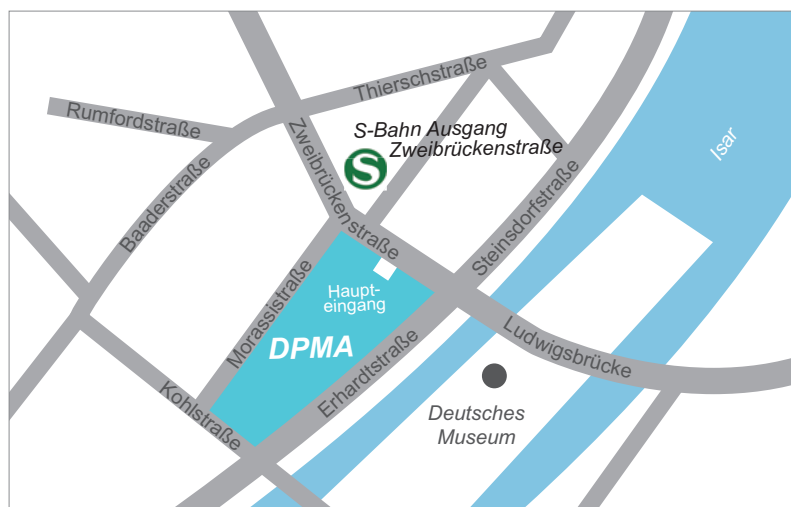 Thierschstraße
Rumfordstraße
S-Bahn Ausgang
Zweibrückenstraße
S
Zweibrückenstraße
Isar
Baaderstraße
Steinsdorfstraße
Haupt-
eingang
Morassistraße
DPMA
Ludwigsbrücke
Erhardtstraße
Kohlstraße
Deutsches
Museum